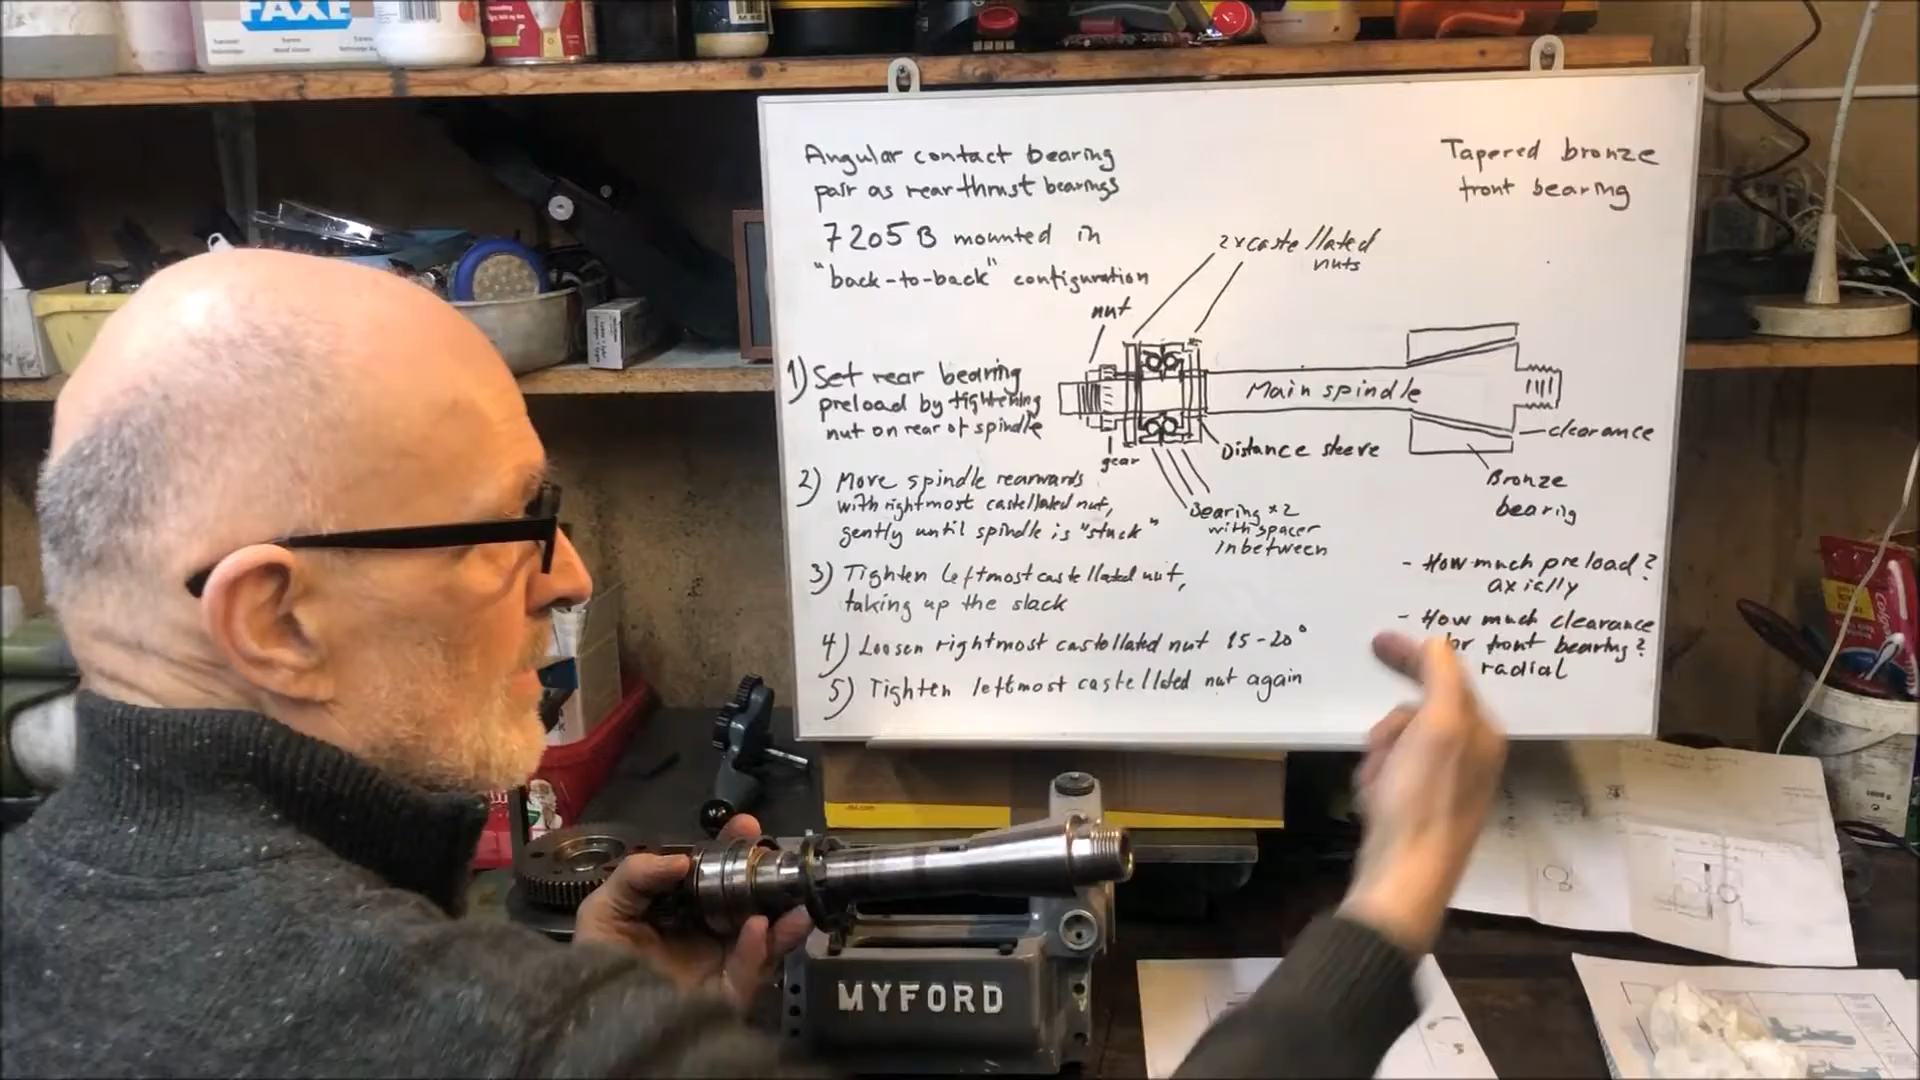 FAXE
Angular contact bearing
pair as rear thrust bearings
7205 B mounted in
"back-to-back" configuration
Tapered bronze
front bearing
2x castellated
nuts
nut
1) Set rear bearing
preload by tightening
nut on rear of spindle
Main spindle
clearance
Distance sleeve
gear
Bronze
bearing
2) Move spindle rearwards
with rightmost castellated nut,
gently until spindle is "stuck"
Bearing x2
with spacer
inbetween
3) Tighten leftmost castellated nut,
taking up the slack
4) Loosen rightmost castellated nut 15-20°
5) Tighten leftmost castellated nut again
- How much preload?
axially
- How much clearance
for front bearing?
radial
MYFORD